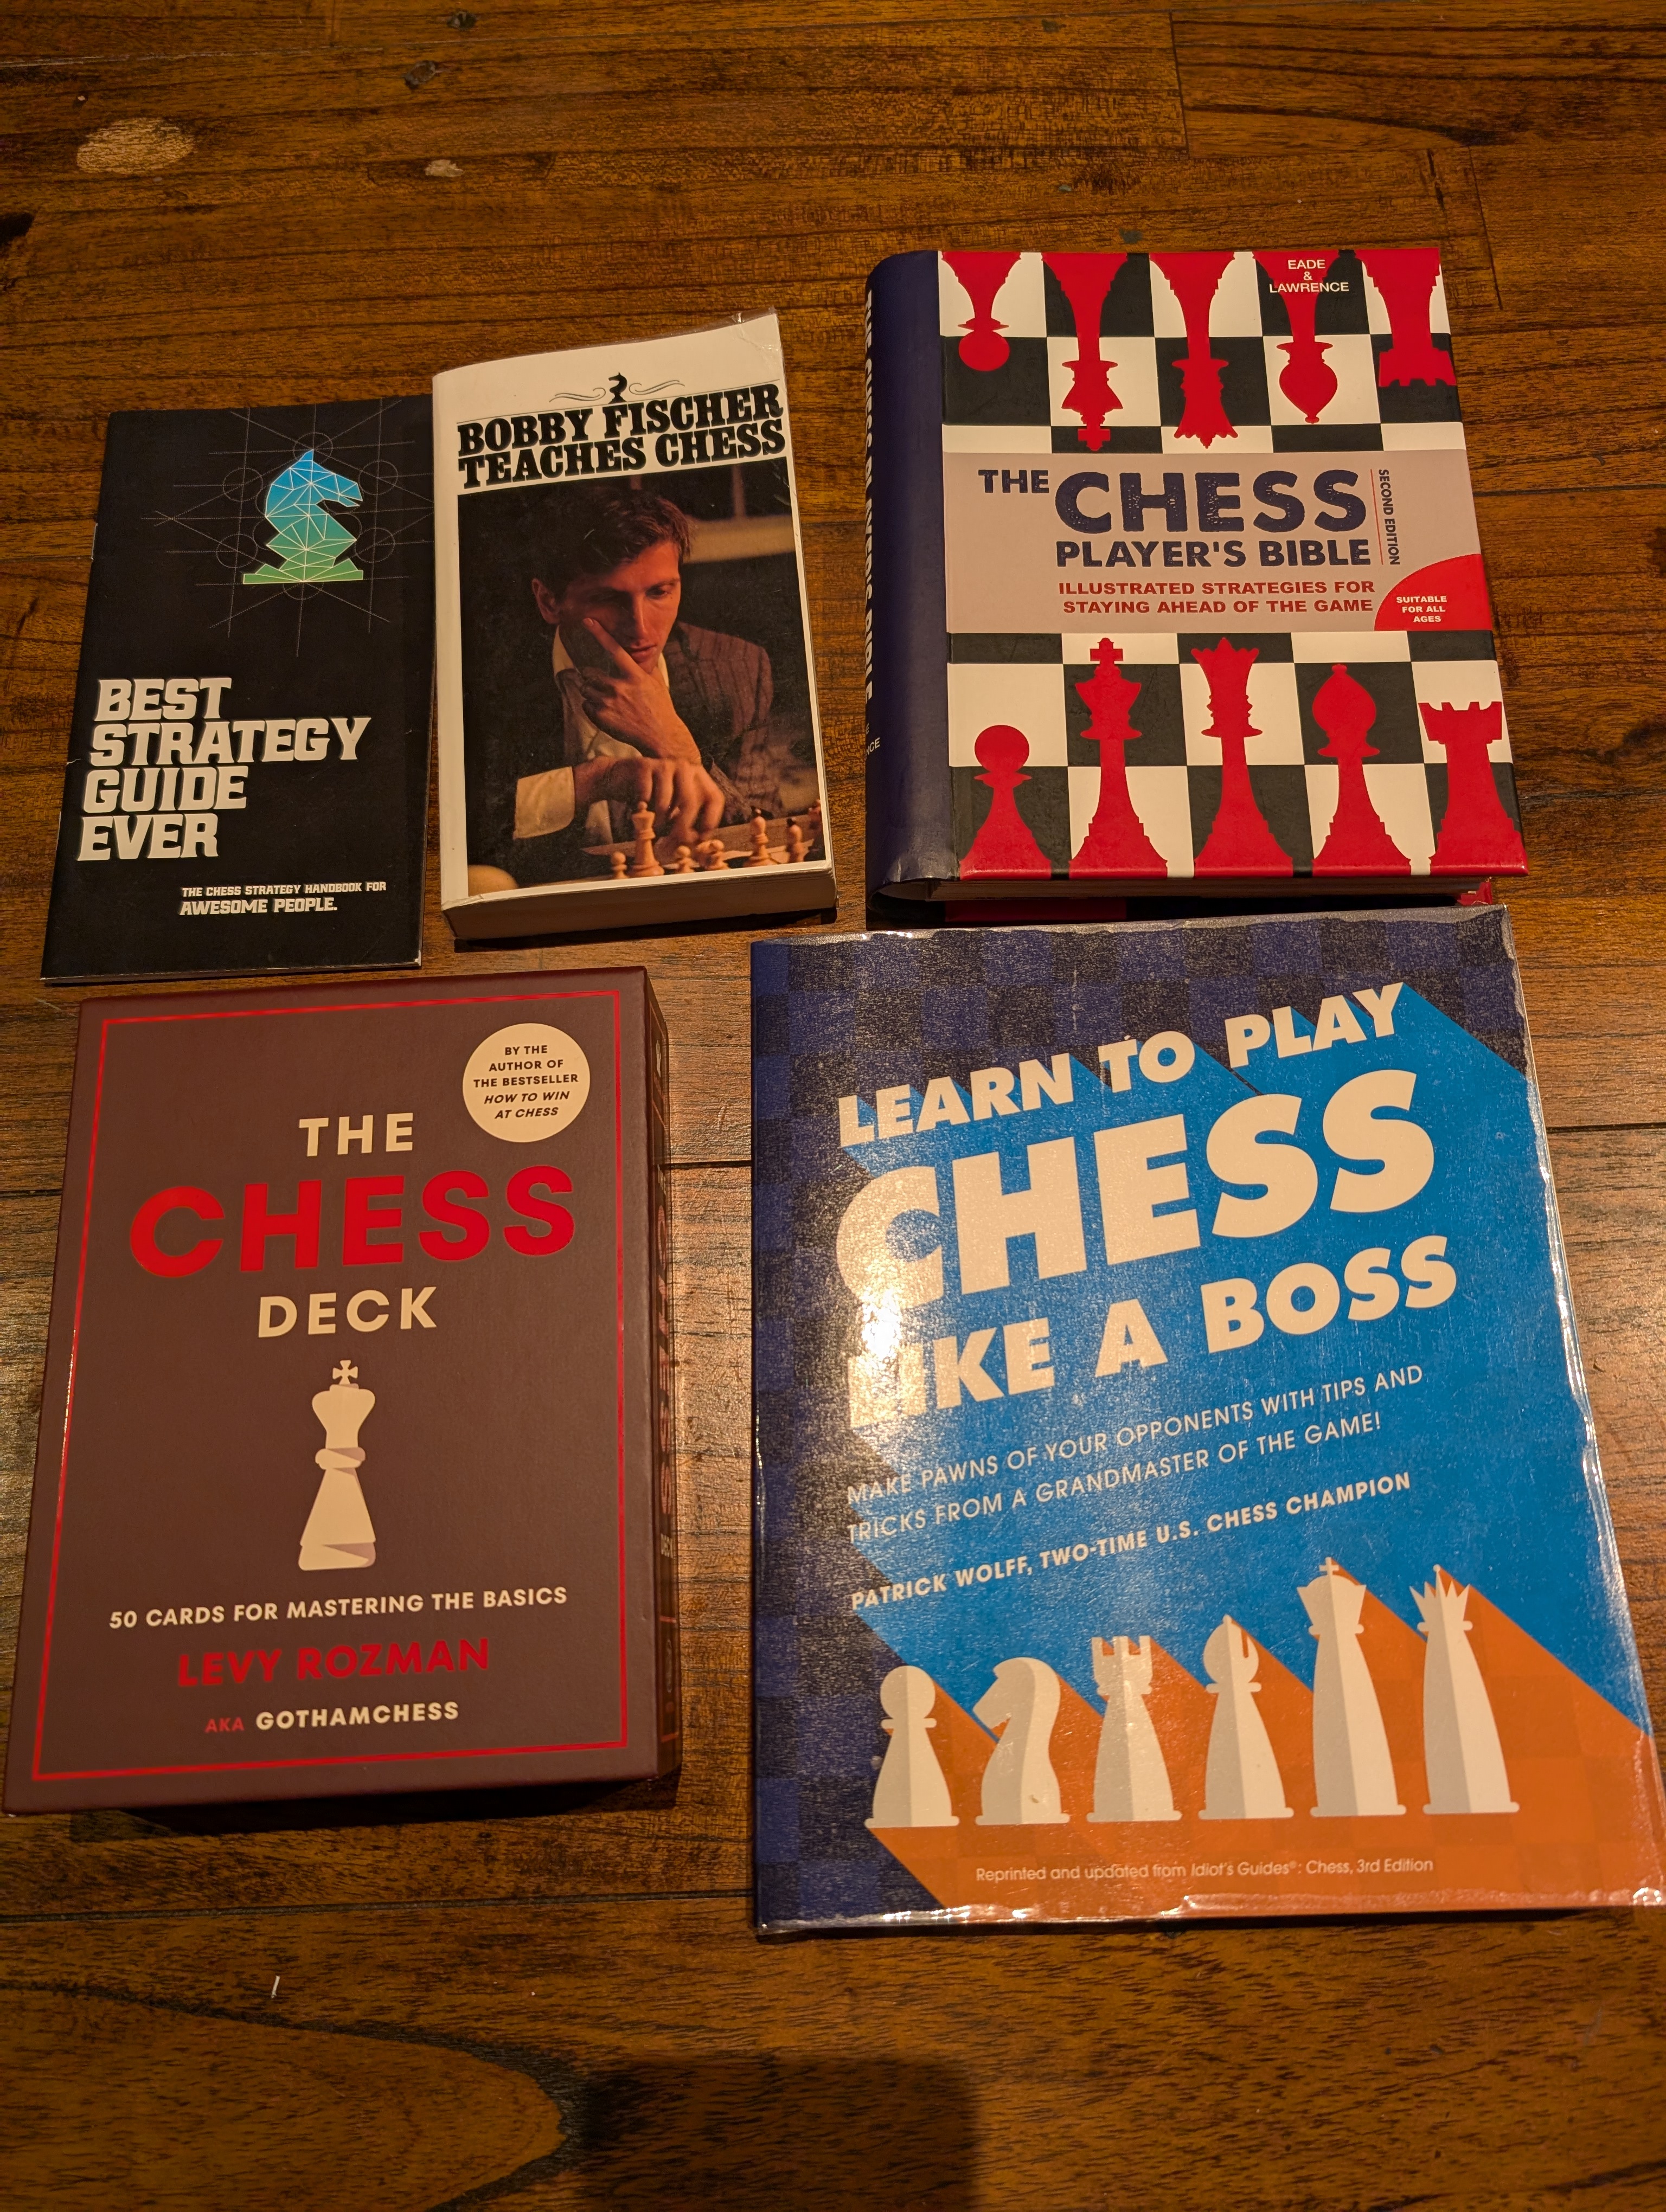 BEST
STRATEGY
GUIDE
EVER
THE CHESS STRATEGY HANDBOOK FOR
AWESOME PEOPLE.
BOBBY FISCHER
TEACHES CHESS
EADE
&
LAWRENCE
THE CHESS
PLAYER'S BIBLE
SECOND EDITION
ILLUSTRATED STRATEGIES FOR
STAYING AHEAD OF THE GAME
SUITABLE
FOR ALL
AGES
BY THE
AUTHOR OF
THE BESTSELLER
HOW TO WIN
AT CHESS
THE
CHESS
DECK
50 CARDS FOR MASTERING THE BASICS
LEVY ROZMAN
AKA GOTHAMCHESS
LEARN TO PLAY
CHESS
LIKE A BOSS
MAKE PAWNS OF YOUR OPPONENTS WITH TIPS AND
TRICKS FROM A GRANDMASTER OF THE GAME!
PATRICK WOLFF, TWO-TIME U.S. CHESS CHAMPION
Reprinted and updated from Idiot's Guides®: Chess, 3rd Edition